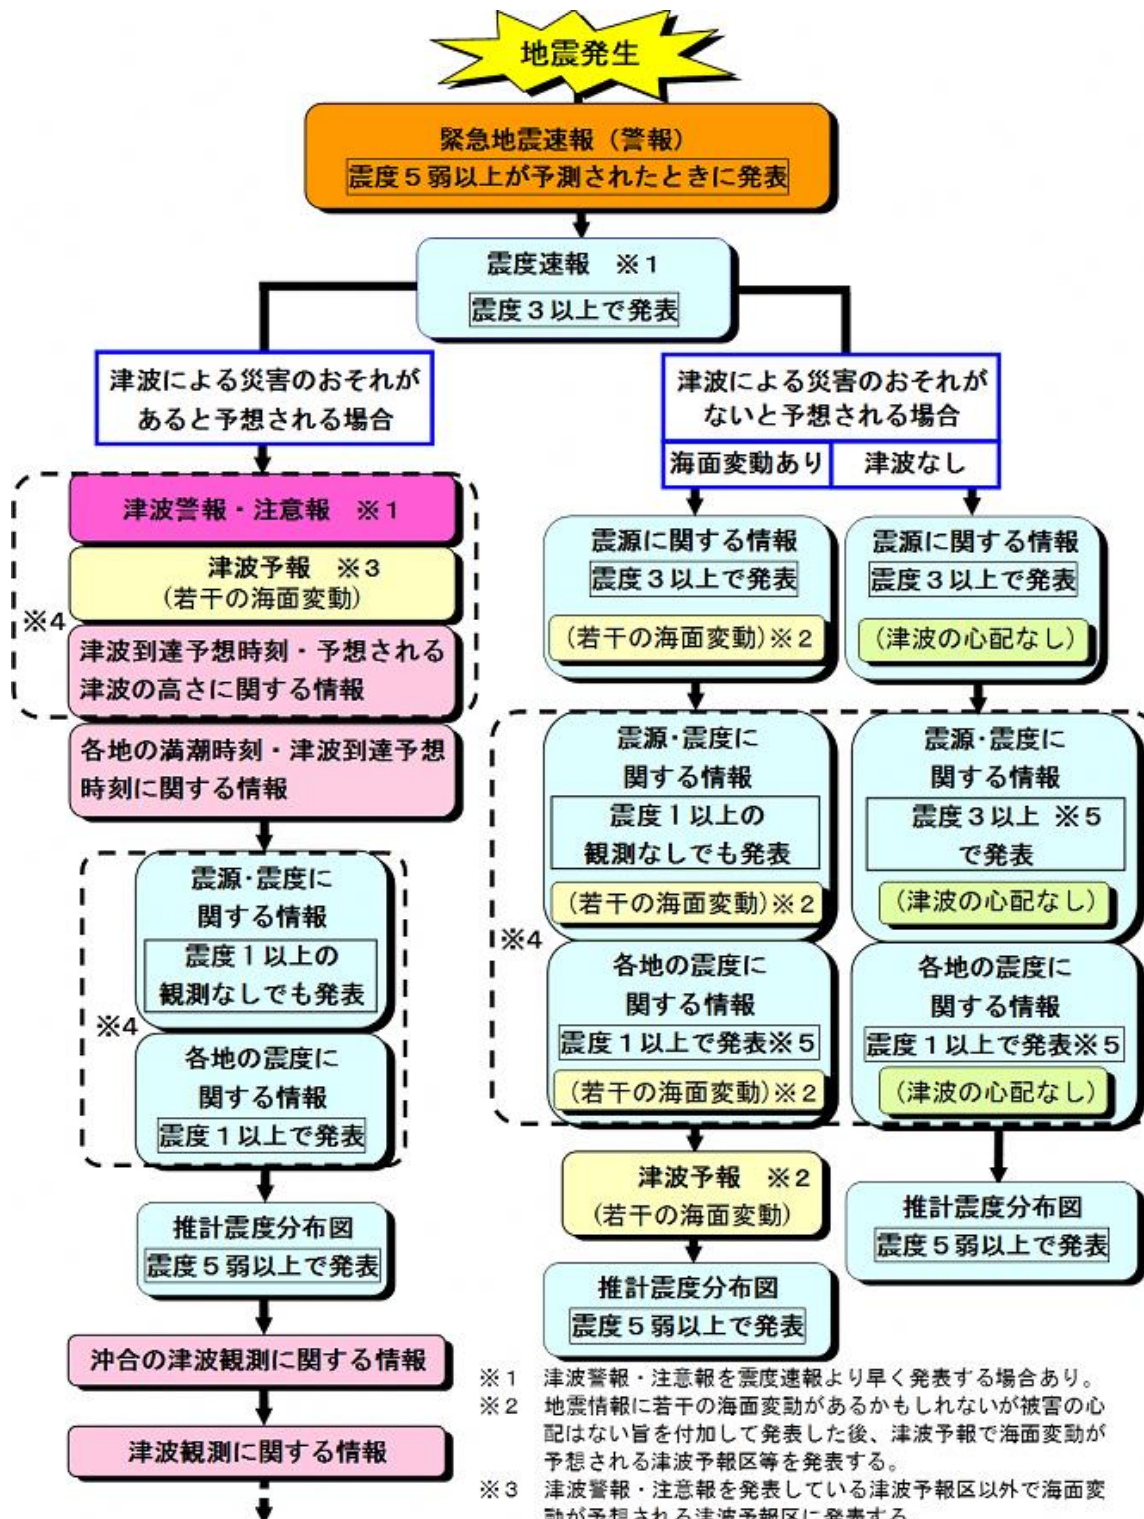 地震発生
緊急地震速報（警報）
震度５弱以上が予測されたときに発表
震度速報　※１
震度３以上で発表
津波による災害のおそれが
あると予想される場合
津波による災害のおそれが
ないと予想される場合
海面変動あり
津波なし
津波警報・注意報　※１
津波予報　※３
(若干の海面変動)
※4
津波到達予想時刻・予想される
津波の高さに関する情報
各地の満潮時刻・津波到達予想
時刻に関する情報
震源･震度に
関する情報
震度１以上の
観測なしでも発表
※4
各地の震度に
関する情報
震度１以上で発表
推計震度分布図
震度５弱以上で発表
沖合の津波観測に関する情報
津波観測に関する情報
震源に関する情報
震度３以上で発表
(若干の海面変動)※２
震源･震度に
関する情報
震度１以上の
観測なしでも発表
(若干の海面変動)※２
※4
各地の震度に
関する情報
震度１以上で発表※５
(若干の海面変動)※２
津波予報　※２
(若干の海面変動)
推計震度分布図
震度５弱以上で発表
震源に関する情報
震度３以上で発表
(津波の心配なし)
震源･震度に
関する情報
震度３以上 ※５
で発表
(津波の心配なし)
各地の震度に
関する情報
震度１以上で発表※５
(津波の心配なし)
推計震度分布図
震度５弱以上で発表
※１　津波警報・注意報を震度速報より早く発表する場合あり。
※２　地震情報に若干の海面変動があるかもしれないが被害の心
配はない旨を付加して発表した後、津波予報で海面変動が
予想される津波予報区等を発表する。
※３　津波警報・注意報を発表している津波予報区以外で海面変
動が予想される津波予報区に発表する